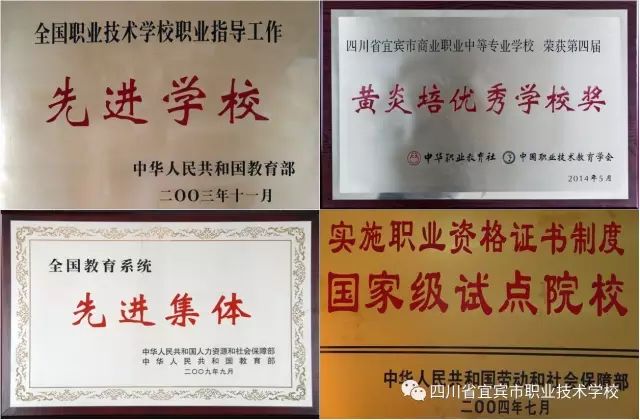 全国职业技术学校职业指导工作
先进学校
中华人民共和国教育部
二〇〇三年十一月
四川省宜宾市商业职业中等专业学校 荣获第四届
黄炎培优秀学校奖
中华职业教育社 中国职业技术教育学会
2014年5月
全国教育系统
先进集体
中华人民共和国人力资源和社会保障部
中华人民共和国教育部
二〇〇九年九月
实施职业资格证书制度
国家级试点院校
中华人民共和国劳动和社会保障部
二〇〇四年七月
四川省宜宾市职业技术学校